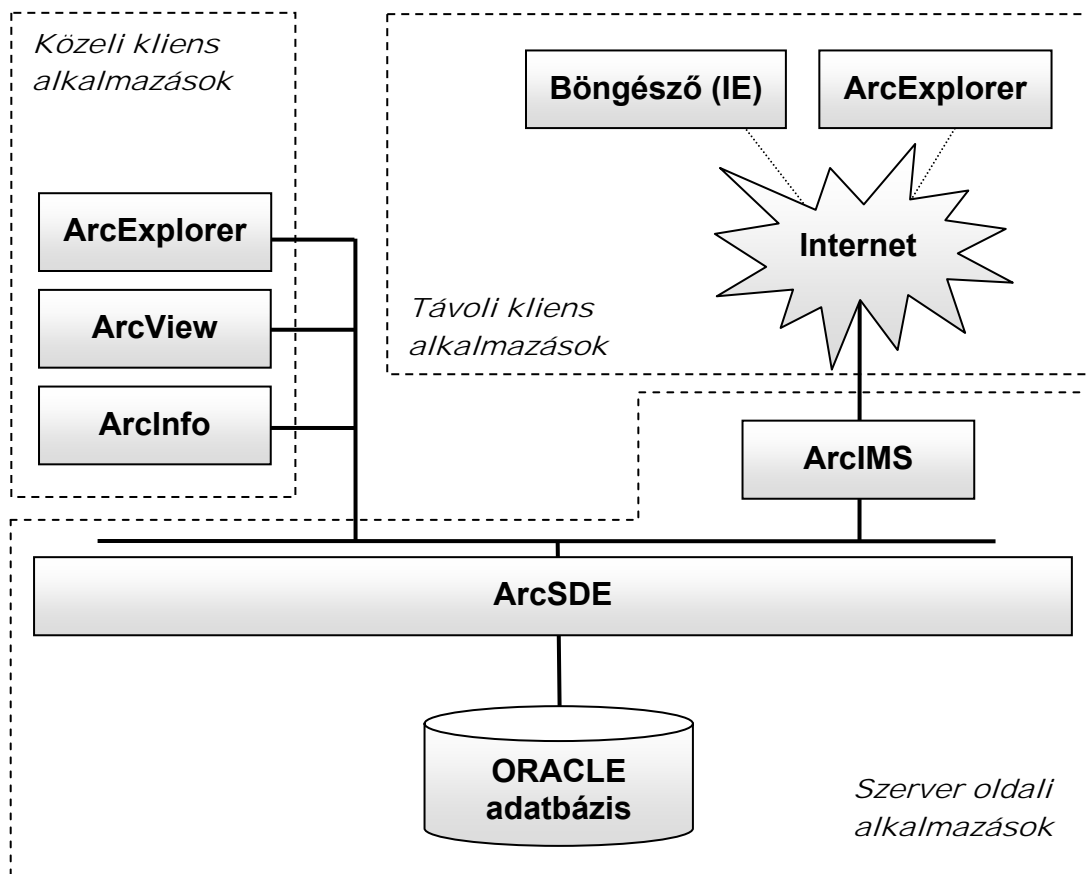 Közeli kliens
alkalmazások
ArcExplorer
ArcView
ArcInfo
Böngésző (IE)
ArcExplorer
Internet
Távoli kliens
alkalmazások
ArcIMS
ArcSDE
ORACLE
adatbázis
Szerver oldali
alkalmazások